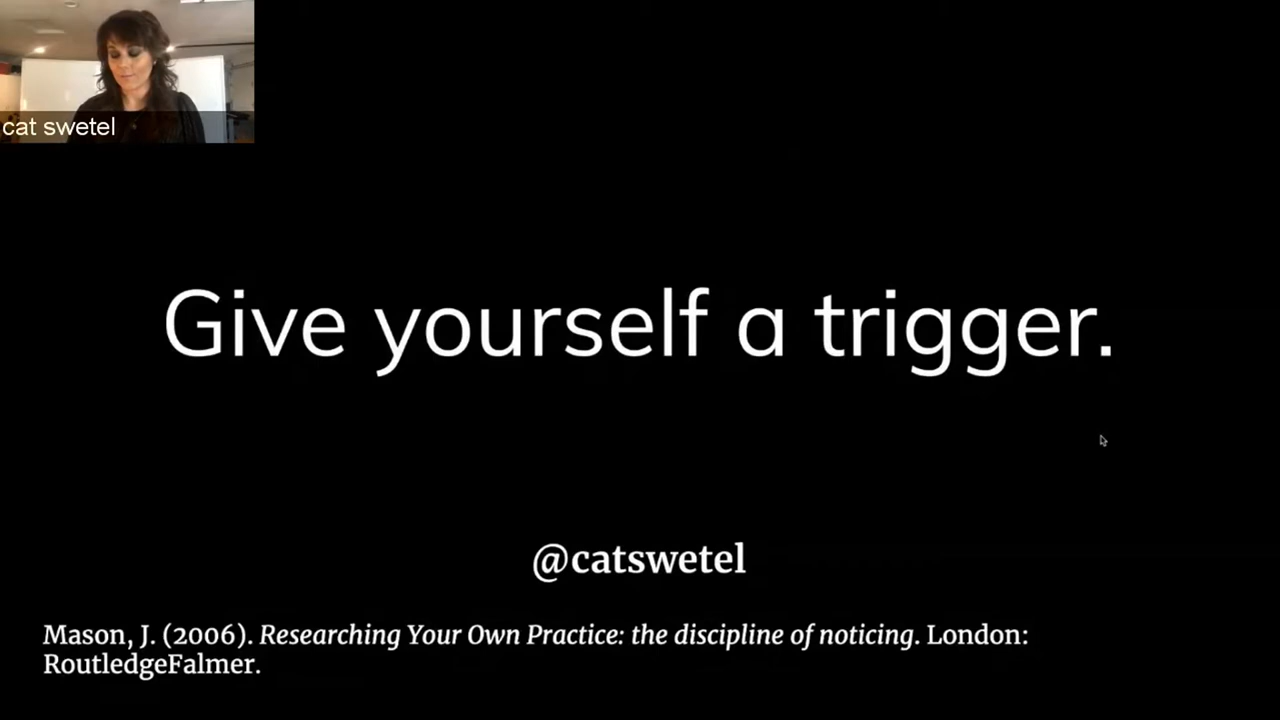 cat swetel
Give yourself a trigger.
@catswetel
Mason, J. (2006). Researching Your Own Practice: the discipline of noticing. London:
RoutledgeFalmer.